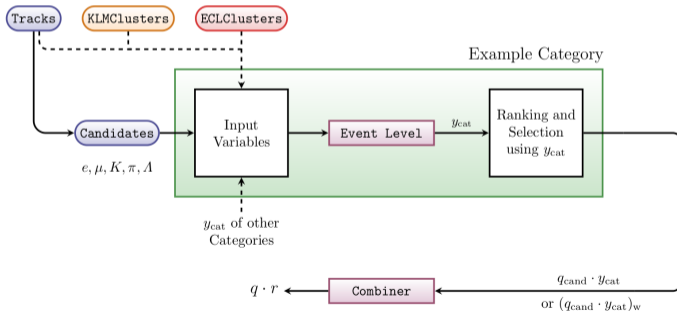 Tracks
KLMClusters
ECLClusters
Example Category
Candidates
e, μ, K, π, Λ
Input
Variables
Event Level
y_cat
Ranking and
Selection
using y_cat
y_cat of other
Categories
q · r
Combiner
q_cand · y_cat
or (q_cand · y_cat)_w